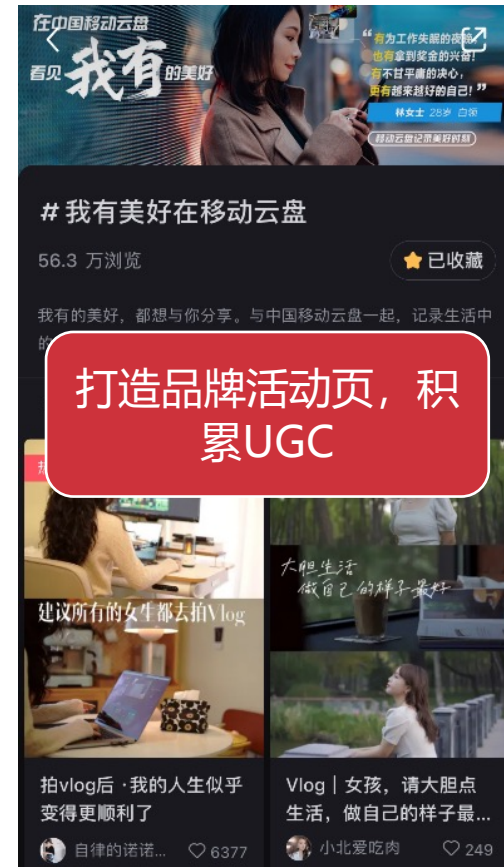 在中国移动云盘
看见我有的美好
“有为工作失眠的夜晚
也有拿到奖金的兴奋!
有不甘平庸的决心,
更有越来越好的自己!”
林女士 28岁 白领
移动云盘记录美好时刻
#我有美好在移动云盘
56.3 万浏览
已收藏
我有的美好,都想与你分享。与中国移动云盘一起,记录生活中
的
打造品牌活动页,积
累UGC
建议所有的女生都去拍Vlog
大胆生活
做自己的样子最好
拍vlog后 ·我的人生似乎
变得更顺利了
自律的诺诺... 6377
Vlog|女孩,请大胆点
生活,做自己的样子最...
小北爱吃肉 249